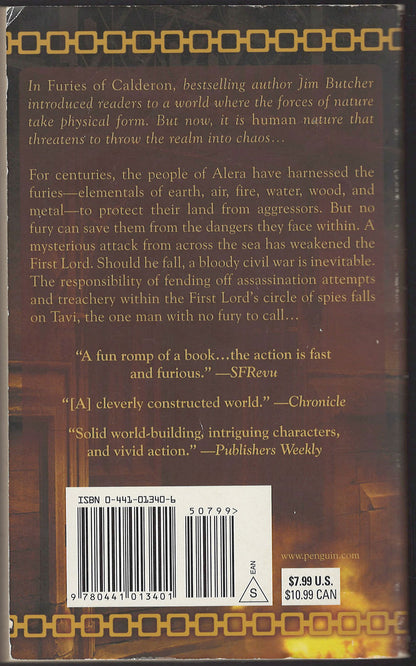 In Furies of Calderon, bestselling author Jim Butcher
introduced readers to a world where the forces of nature
take physical form. But now, it is human nature that
threatens to throw the realm into chaos...
For centuries, the people of Alera have harnessed the
furies—elementals of earth, air, fire, water, wood, and
metal—to protect their land from aggressors. But no
fury can save them from the dangers they face within. A
mysterious attack from across the sea has weakened the
First Lord. Should he fall, a bloody civil war is inevitable.
The responsibility of fending off assassination attempts
and treachery within the First Lord's circle of spies falls
on Tavi, the one man with no fury to call...
"A fun romp of a book...the action is fast
and furious." —SFRevu
"[A] cleverly constructed world." —Chronicle
"Solid world-building, intriguing characters,
and vivid action." —Publishers Weekly
ISBN 0-441-01340-6
50799>
9 780441 013401
S
EAN
www.penguin.com
$7.99 U.S.
$10.99 CAN